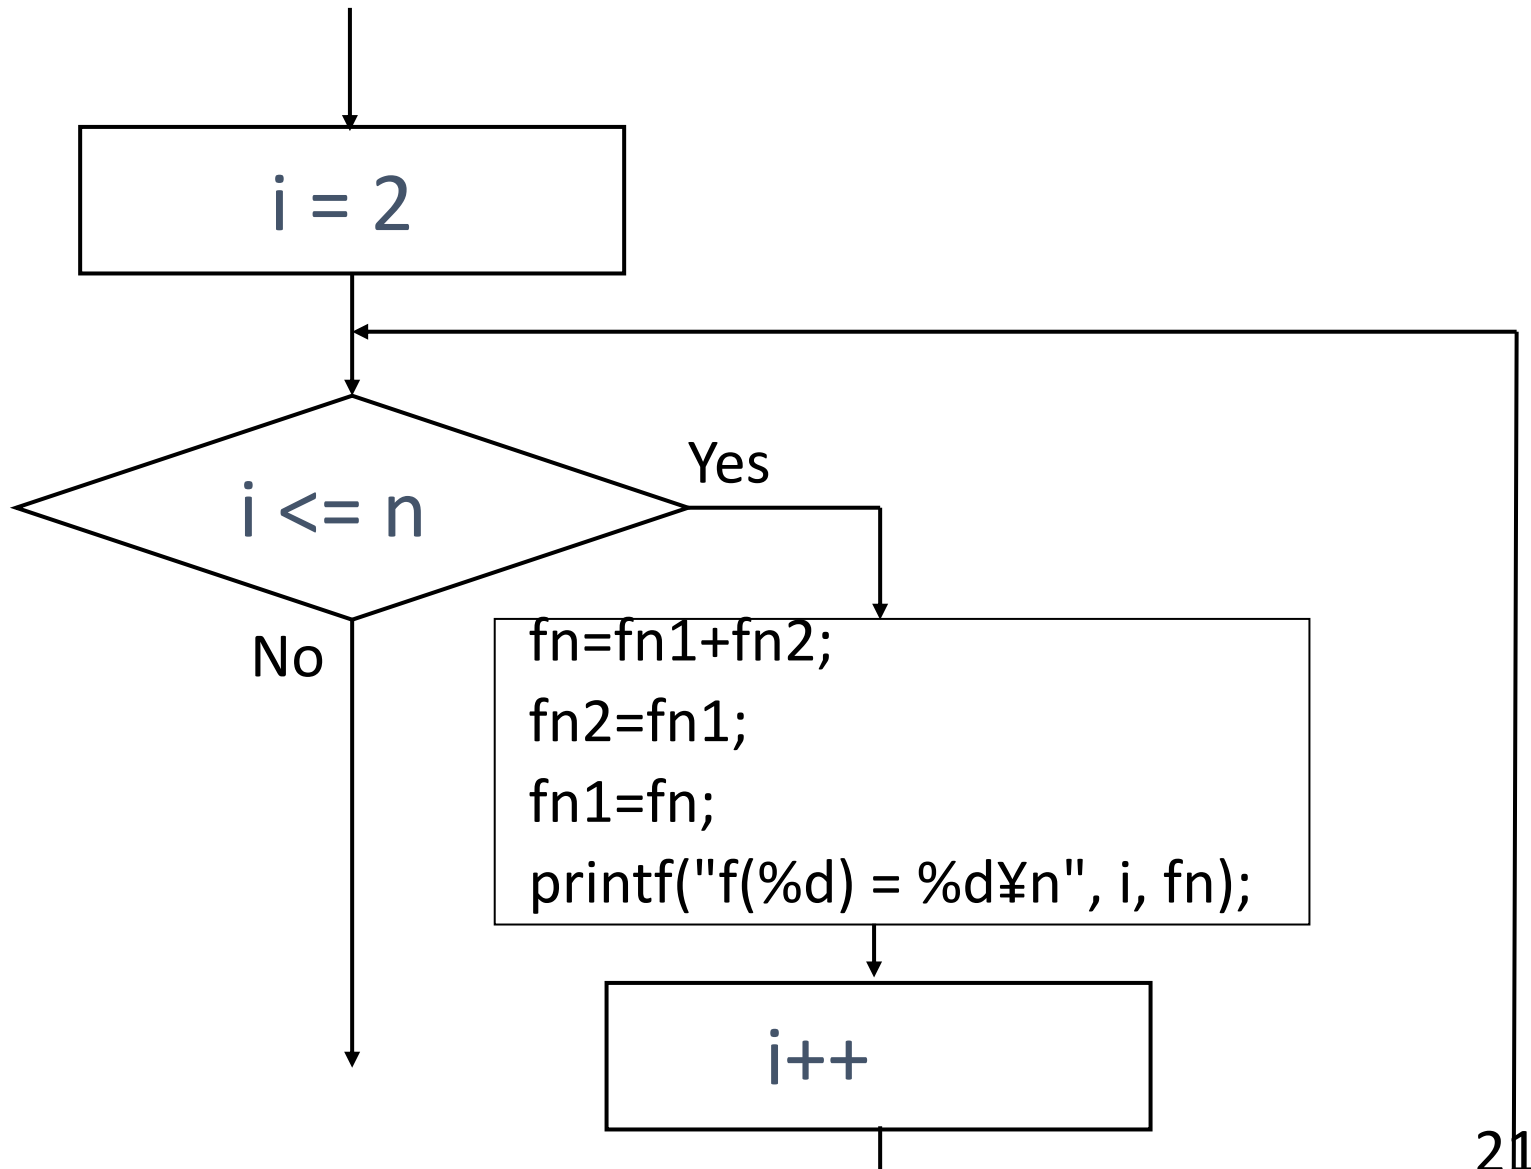 i = 2
i <= n
Yes
No
fn=fn1+fn2;
fn2=fn1;
fn1=fn;
printf("f(%d) = %d¥n", i, fn);
i++
21